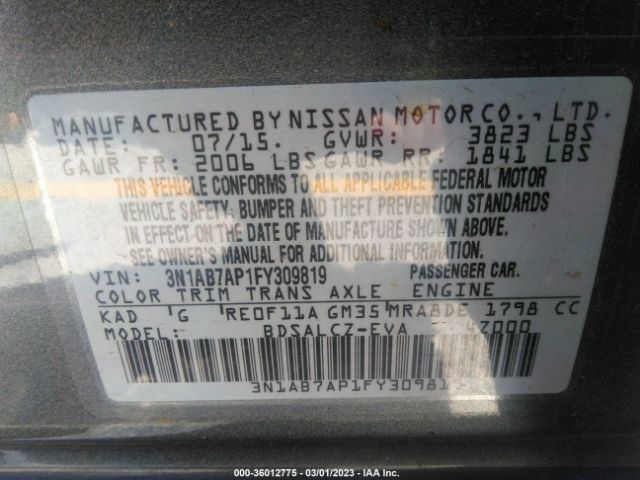 MANUFACTURED BY NISSAN MOTOR CO., LTD.
DATE: 07/15. GVWR: 3823 LBS
GAWR FR: 2006 LBS GAWR RR: 1841 LBS
THIS VEHICLE CONFORMS TO ALL APPLICABLE FEDERAL MOTOR
VEHICLE SAFETY, BUMPER AND THEFT PREVENTION STANDARDS
IN EFFECT ON THE DATE OF MANUFACTURE SHOWN ABOVE.
SEE OWNER'S MANUAL FOR ADDITIONAL INFORMATION.
VIN: 3N1AB7AP1FY309819 PASSENGER CAR.
COLOR TRIM TRANS AXLE ENGINE
KAD G RE0F11A GM35 MRA8DE 1798 CC
MODEL: BDSALCZ-EVA 4Z000
3N1AB7AP1FY309819
000-36012775 - 03/01/2023 - IAA Inc.